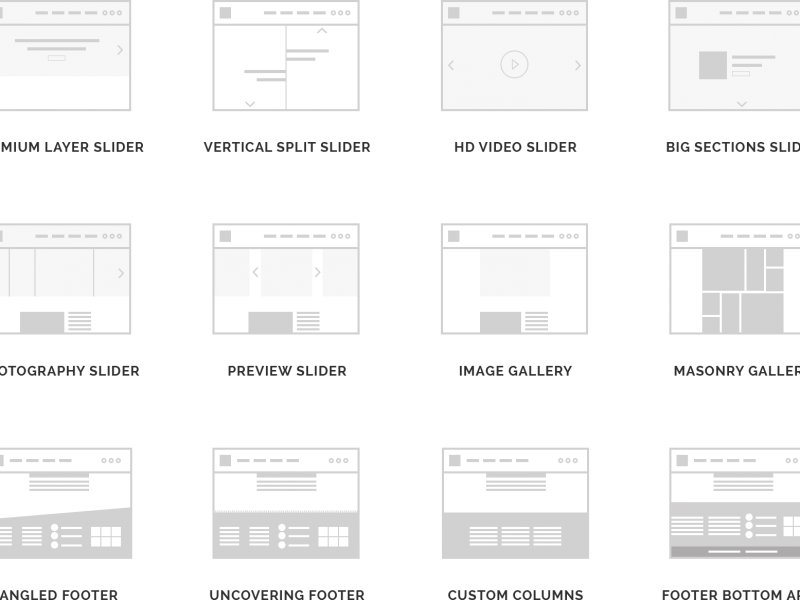 MIUM LAYER SLIDER
VERTICAL SPLIT SLIDER
HD VIDEO SLIDER
BIG SECTIONS SLID
OTOGRAPHY SLIDER
PREVIEW SLIDER
IMAGE GALLERY
MASONRY GALLER
ANGLED FOOTER
UNCOVERING FOOTER
CUSTOM COLUMNS
FOOTER BOTTOM AR